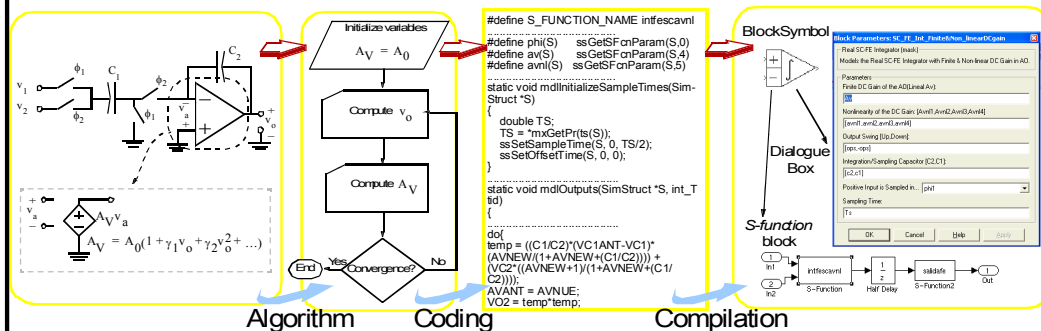 v1
v2
ϕ1
ϕ2
C1
ϕ2
ϕ1
C2
va
vo
+
−
va
AVva
AV = A0(1 + γ1vo + γ2vo² + ...)
Initialize variables
AV = A0
Compute vo
Compute AV
Convergence?
Yes
No
End
#define S_FUNCTION_NAME intfescavnl
#define phi(S) ssGetSFcnParam(S,0)
#define av(S) ssGetSFcnParam(S,4)
#define avnl(S) ssGetSFcnParam(S,5)
static void mdlInitializeSampleTimes(Sim-
Struct *S)
{
double TS;
TS = *mxGetPr(ts(S));
ssSetSampleTime(S, 0, TS/2);
ssSetOffsetTime(S, 0, 0);
}
static void mdlOutputs(SimStruct *S, int_T
tid)
{
do{
temp = ((C1/C2)*(VC1ANT-VC1)*
(AVNEW/(1+AVNEW+(C1/C2)))) +
(VC2*((AVNEW+1)/(1+AVNEW+(C1/
C2))));
AVANT = AVNUE;
VO2 = temp*temp;
BlockSymbol
Dialogue
Box
S-function
block
Block Parameters: SC_FE_Int_Finite&Non_linearDCgain
Real SC-FE Integrator (mask)
Models the Real SC-FE Integrator with Finite & Non-linear DC Gain in AO.
Parameters
Finite DC Gain of the AO(Lineal Av):
Av
Nonlinearity of the DC Gain: [Avnl1,Avnl2,Avnl3,Avnl4]
[avnl1,avnl2,avnl3,avnl4]
Output Swing [Up,Down]:
[ops,-ops]
Integration/Sampling Capacitor [C2,C1]:
[c2,c1]
Positive Input is Sampled in... phi1
Sampling Time:
Ts
OK Cancel Help Apply
1
In1
2
In2
intfescavnl
S-Function
1
z
Half Delay
salidafe
S-Function2
1
Out
Algorithm
Coding
Compilation